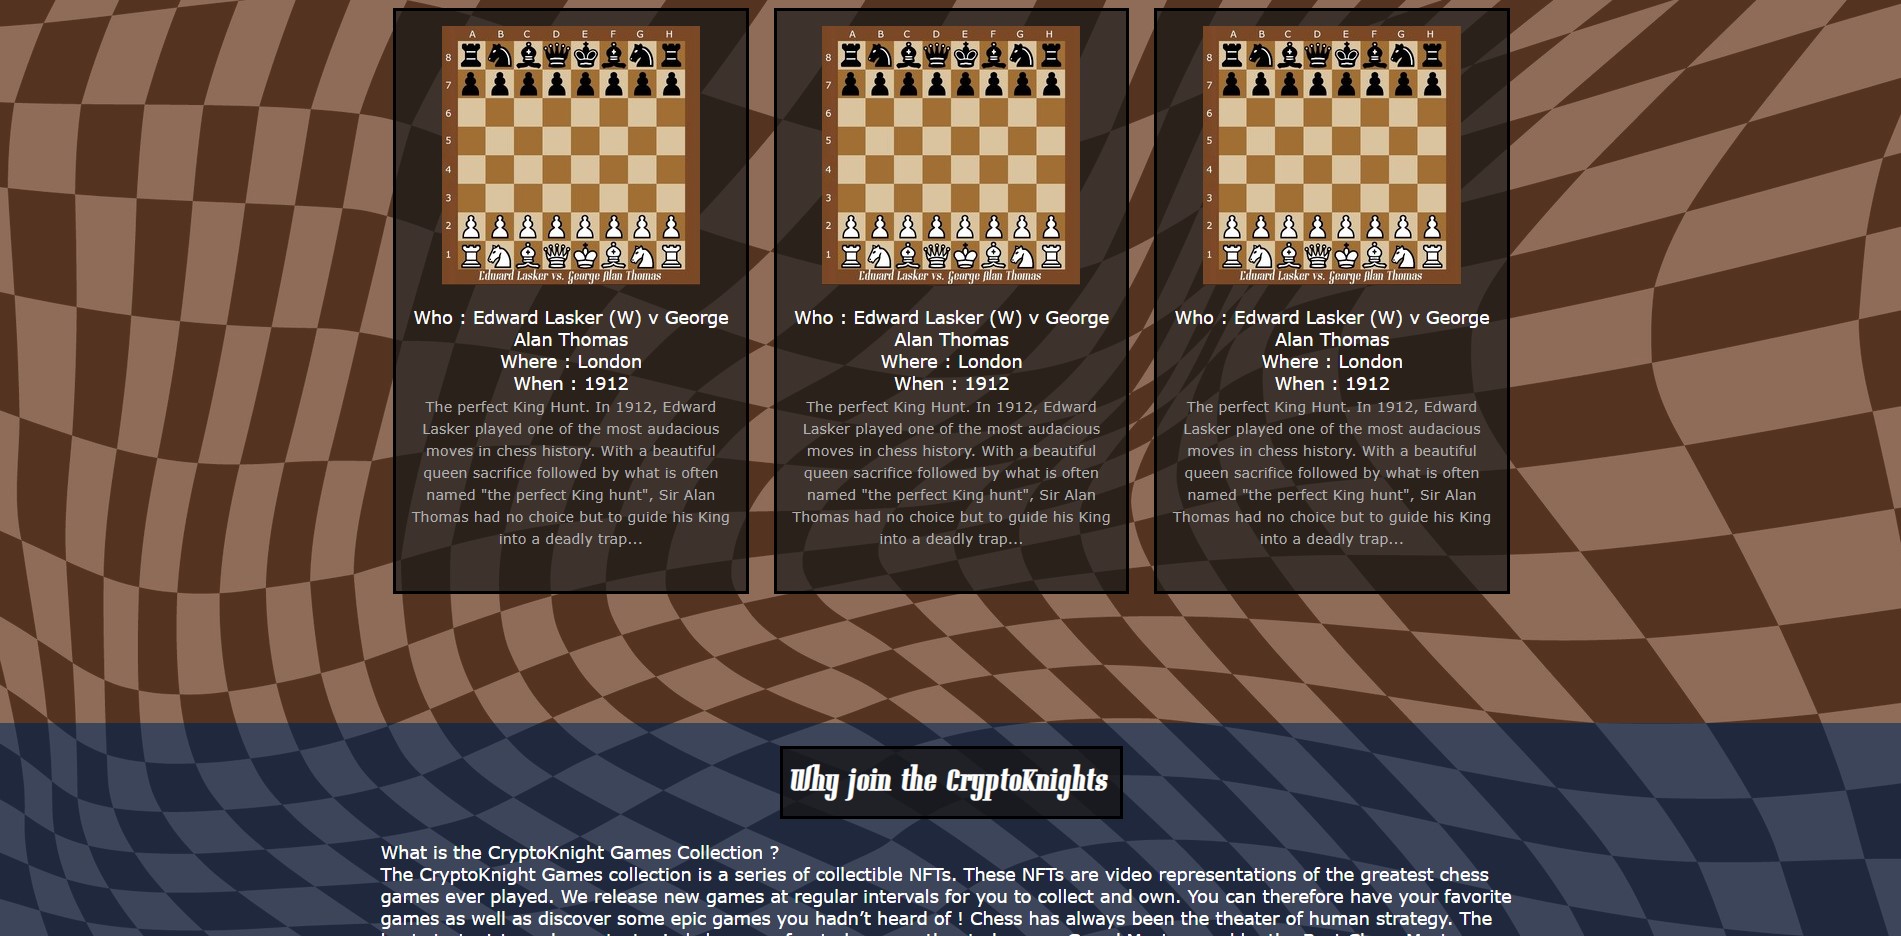 A B C D E F G H
8
7
6
5
4
3
2
1
Edward Lasker vs. George Alan Thomas
Who : Edward Lasker (W) v George
Alan Thomas
Where : London
When : 1912
The perfect King Hunt. In 1912, Edward
Lasker played one of the most audacious
moves in chess history. With a beautiful
queen sacrifice followed by what is often
named "the perfect King hunt", Sir Alan
Thomas had no choice but to guide his King
into a deadly trap...
A B C D E F G H
8
7
6
5
4
3
2
1
Edward Lasker vs. George Alan Thomas
Who : Edward Lasker (W) v George
Alan Thomas
Where : London
When : 1912
The perfect King Hunt. In 1912, Edward
Lasker played one of the most audacious
moves in chess history. With a beautiful
queen sacrifice followed by what is often
named "the perfect King hunt", Sir Alan
Thomas had no choice but to guide his King
into a deadly trap...
A B C D E F G H
8
7
6
5
4
3
2
1
Edward Lasker vs. George Alan Thomas
Who : Edward Lasker (W) v George
Alan Thomas
Where : London
When : 1912
The perfect King Hunt. In 1912, Edward
Lasker played one of the most audacious
moves in chess history. With a beautiful
queen sacrifice followed by what is often
named "the perfect King hunt", Sir Alan
Thomas had no choice but to guide his King
into a deadly trap...
Why join the CryptoKnights
What is the CryptoKnight Games Collection ?
The CryptoKnight Games collection is a series of collectible NFTs. These NFTs are video representations of the greatest chess
games ever played. We release new games at regular intervals for you to collect and own. You can therefore have your favorite
games as well as discover some epic games you hadn’t heard of ! Chess has always been the theater of human strategy. The